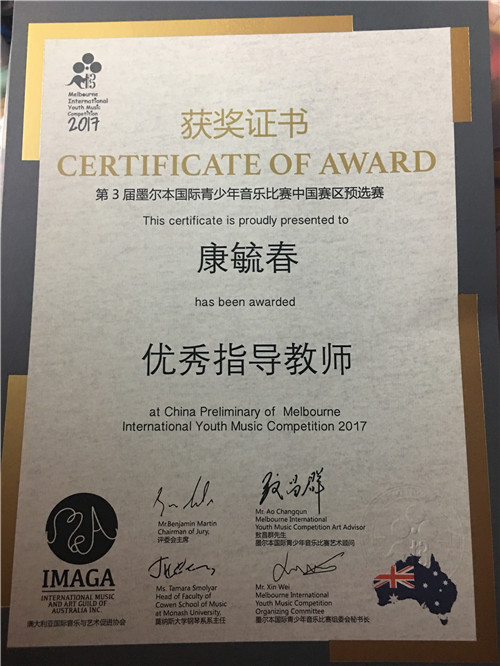 Melbourne
International
Youth Music
Competition
2017
获奖证书
CERTIFICATE OF AWARD
第3届墨尔本国际青少年音乐比赛中国赛区预选赛
This certificate is proudly presented to
康毓春
has been awarded
优秀指导教师
at China Preliminary of Melbourne
International Youth Music Competition 2017
Mr.Benjamin Martin
Chairman of Jury,
评委会主席
Mr. Ao Changqun
Melbourne International
Youth Music Competition Art Advisor
敖昌群先生
墨尔本国际青少年音乐比赛艺术顾问
IMAGA
INTERNATIONAL MUSIC
AND ART GUILD OF
AUSTRALIA INC.
澳大利亚国际音乐与艺术促进协会
Ms. Tamara Smolyar
Head of Faculty of
Cowen School of Music
at Monash University,
莫纳斯大学钢琴系系主任
Mr. Xin Wei
Melbourne International
Youth Music Competition
Organizing Committee
墨尔本国际青少年音乐比赛组委会秘书长